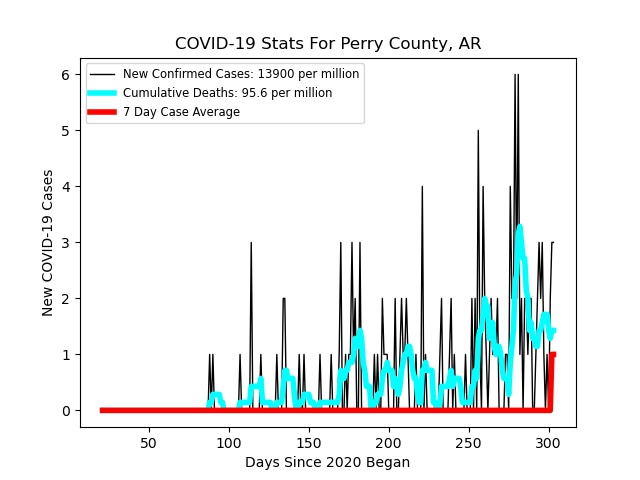 COVID-19 Stats For Perry County, AR
New Confirmed Cases: 13900 per million
Cumulative Deaths: 95.6 per million
7 Day Case Average
New COVID-19 Cases
6
5
4
3
2
1
0
50 100 150 200 250 300
Days Since 2020 Began